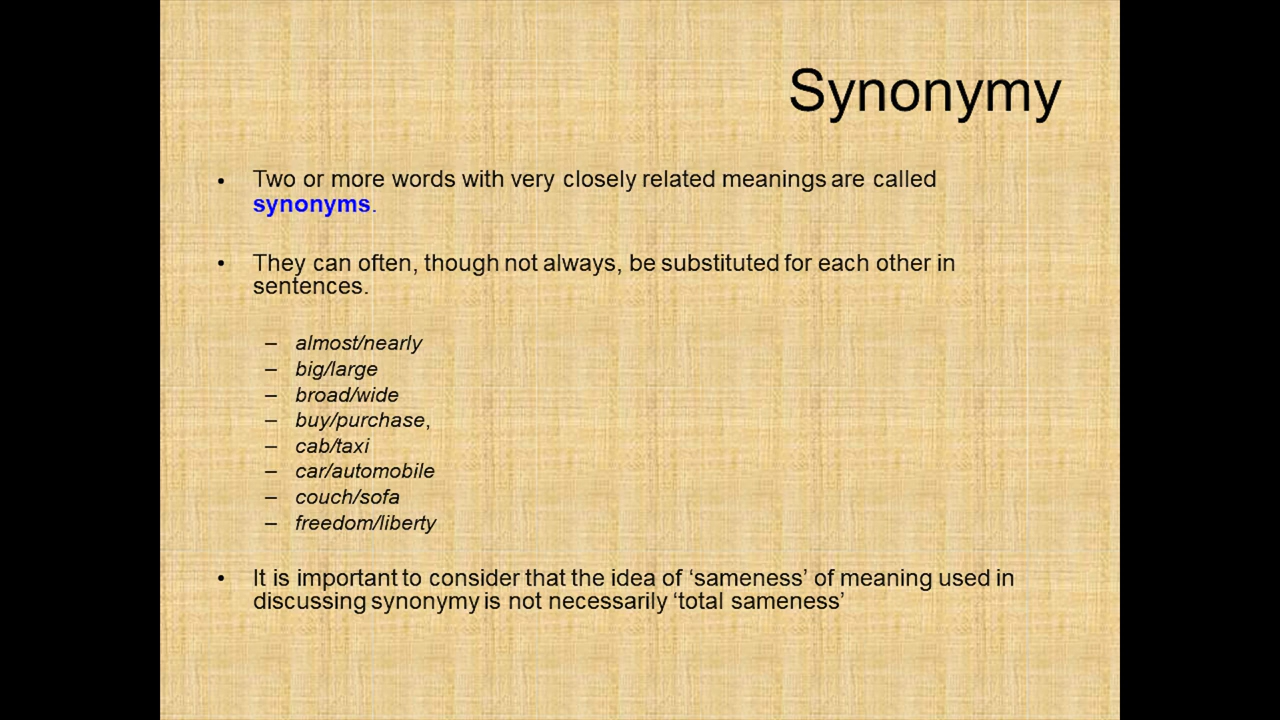 Synonymy
• Two or more words with very closely related meanings are called
synonyms.
• They can often, though not always, be substituted for each other in
sentences.
– almost/nearly
– big/large
– broad/wide
– buy/purchase,
– cab/taxi
– car/automobile
– couch/sofa
– freedom/liberty
• It is important to consider that the idea of ‘sameness’ of meaning used in
discussing synonymy is not necessarily ‘total sameness’